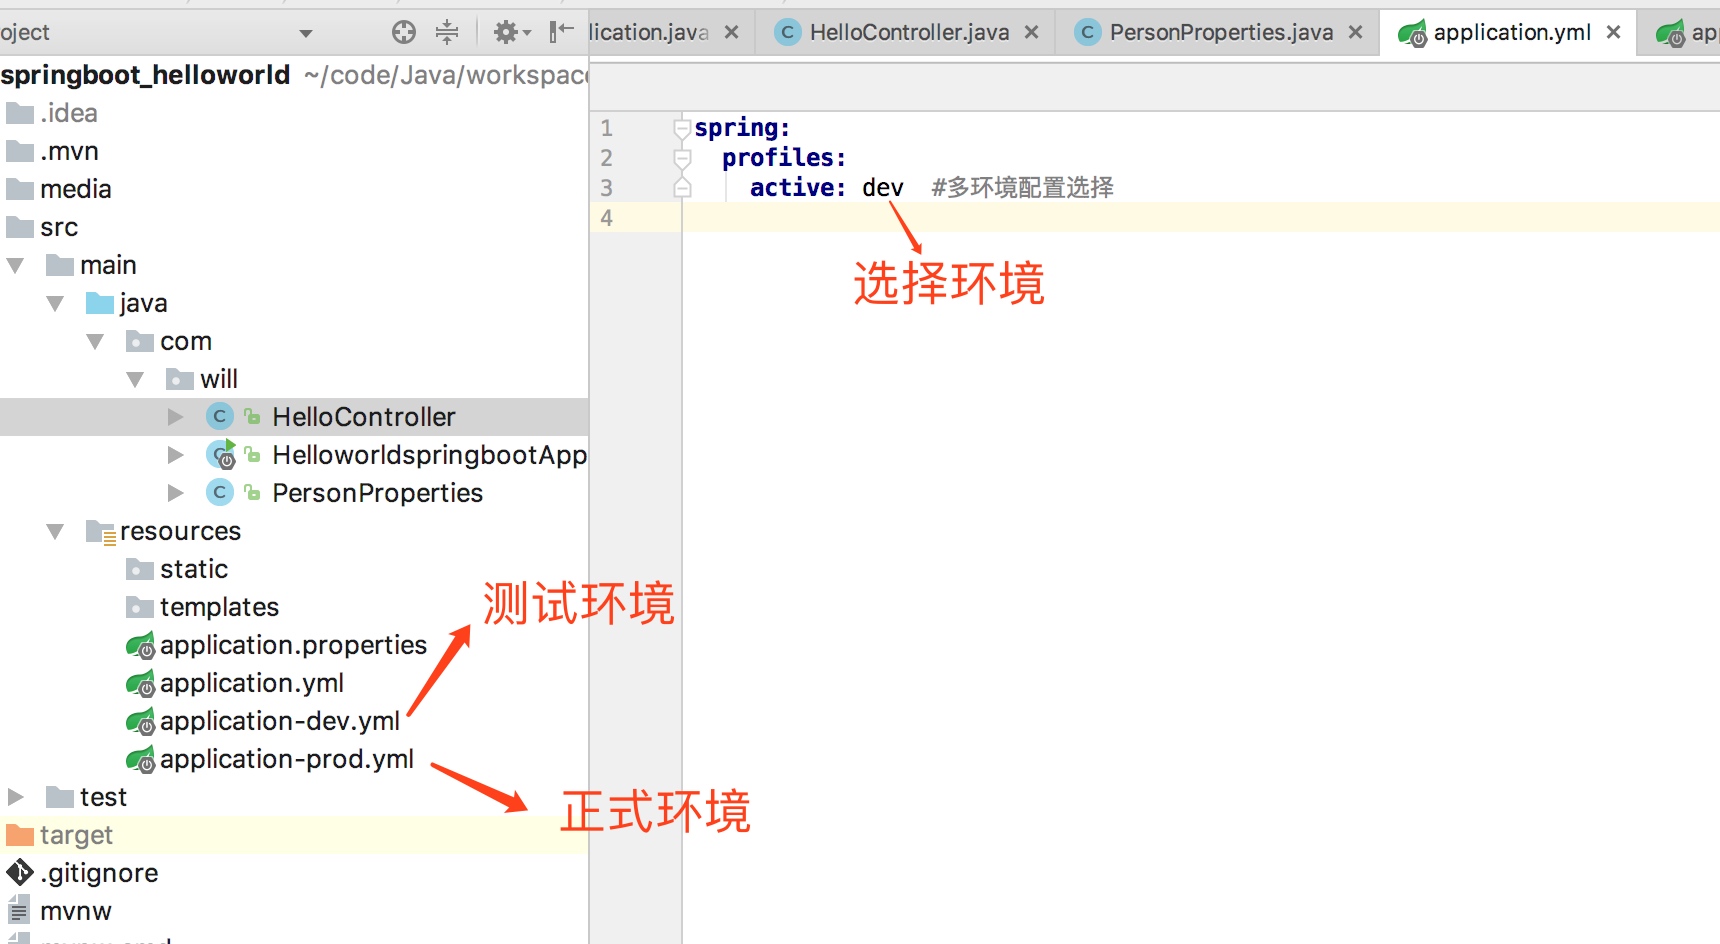 oject
lication.java
HelloController.java
PersonProperties.java
application.yml
springboot_helloworld ~/code/Java/workspac
.idea
.mvn
media
src
main
java
com
will
HelloController
HelloworldspringbootApp
PersonProperties
resources
static
templates
application.properties
application.yml
application-dev.yml
application-prod.yml
test
target
.gitignore
mvnw
1 spring:
2 profiles:
3 active: dev #多环境配置选择
4
选择环境
测试环境
正式环境